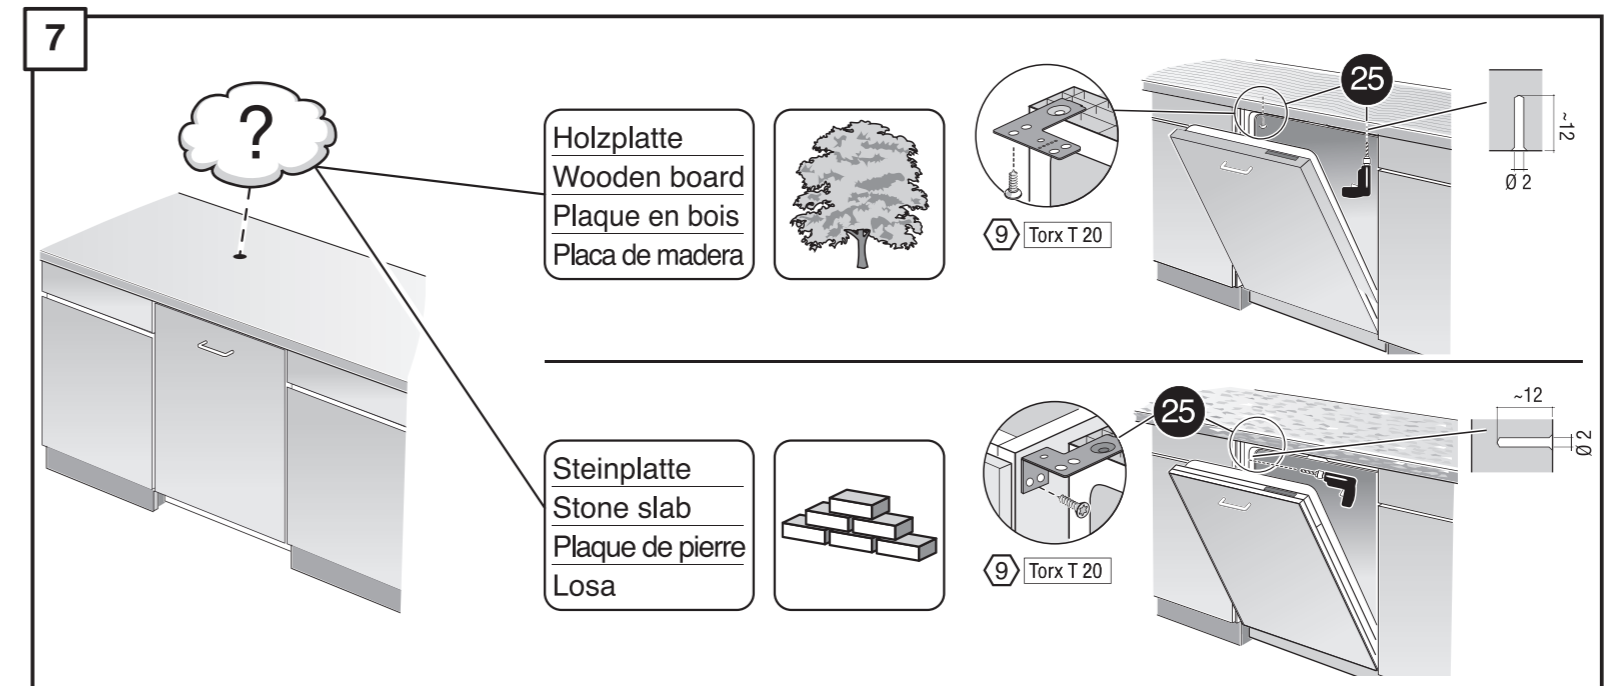 7
?
Holzplatte
Wooden board
Plaque en bois
Placa de madera
9 Torx T 20
25
~12
Ø 2
Steinplatte
Stone slab
Plaque de pierre
Losa
9 Torx T 20
25
~12
Ø 2